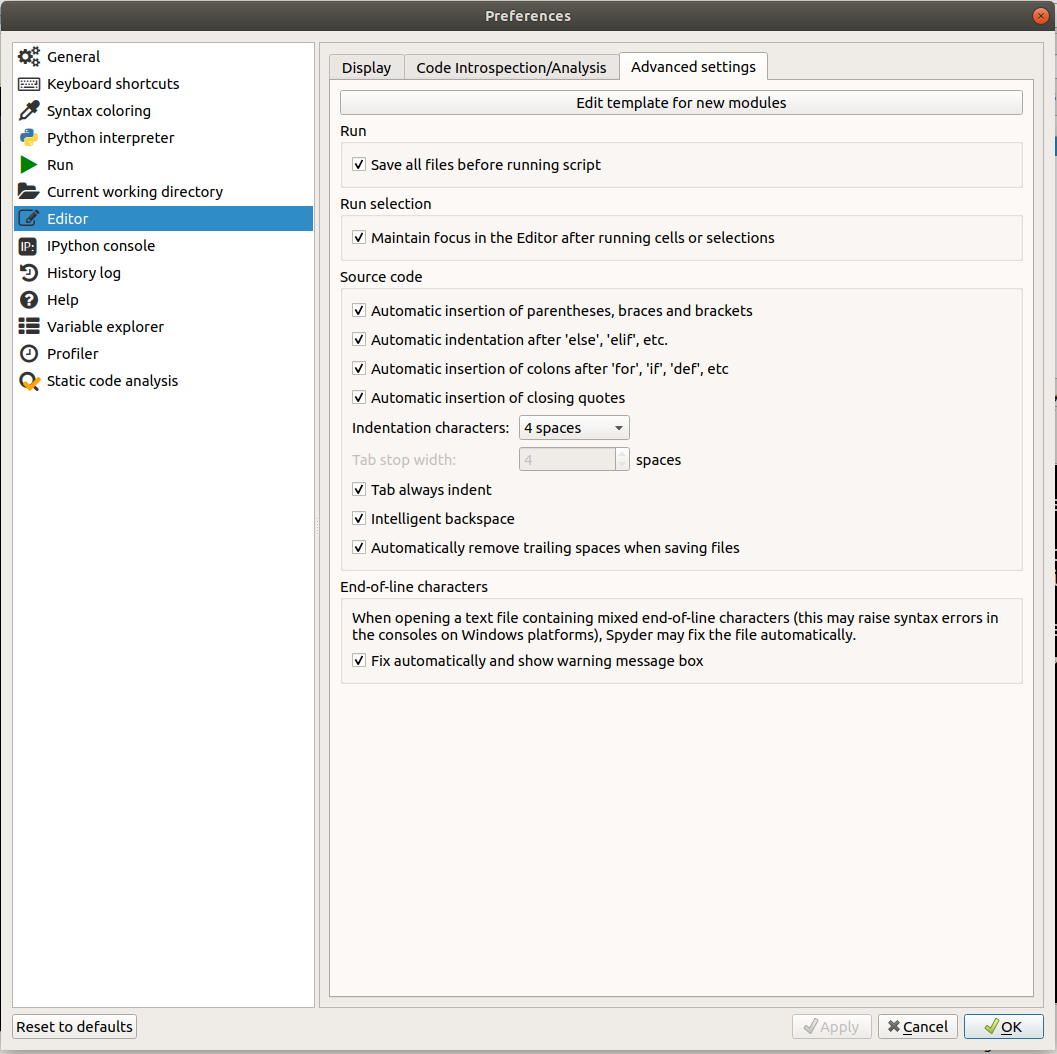 Preferences
General
Keyboard shortcuts
Syntax coloring
Python interpreter
Run
Current working directory
Editor
IP: IPython console
History log
Help
Variable explorer
Profiler
Static code analysis
Display Code Introspection/Analysis Advanced settings
Edit template for new modules
Run
Save all files before running script
Run selection
Maintain focus in the Editor after running cells or selections
Source code
Automatic insertion of parentheses, braces and brackets
Automatic indentation after 'else', 'elif', etc.
Automatic insertion of colons after 'for', 'if', 'def', etc
Automatic insertion of closing quotes
Indentation characters: 4 spaces
Tab stop width: 4 spaces
Tab always indent
Intelligent backspace
Automatically remove trailing spaces when saving files
End-of-line characters
When opening a text file containing mixed end-of-line characters (this may raise syntax errors in
the consoles on Windows platforms), Spyder may fix the file automatically.
Fix automatically and show warning message box
Reset to defaults Apply Cancel OK